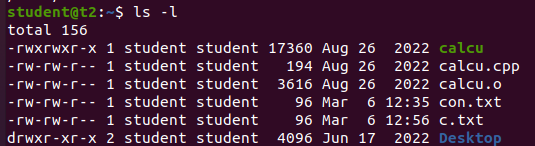 student@t2:~$ ls -l
total 156
-rwxrwxr-x 1 student student 17360 Aug 26  2022 calcu
-rw-rw-r-- 1 student student   194 Aug 26  2022 calcu.cpp
-rw-rw-r-- 1 student student  3616 Aug 26  2022 calcu.o
-rw-rw-r-- 1 student student    96 Mar  6 12:35 con.txt
-rw-rw-r-- 1 student student    96 Mar  6 12:56 c.txt
drwxr-xr-x 2 student student  4096 Jun 17  2022 Desktop